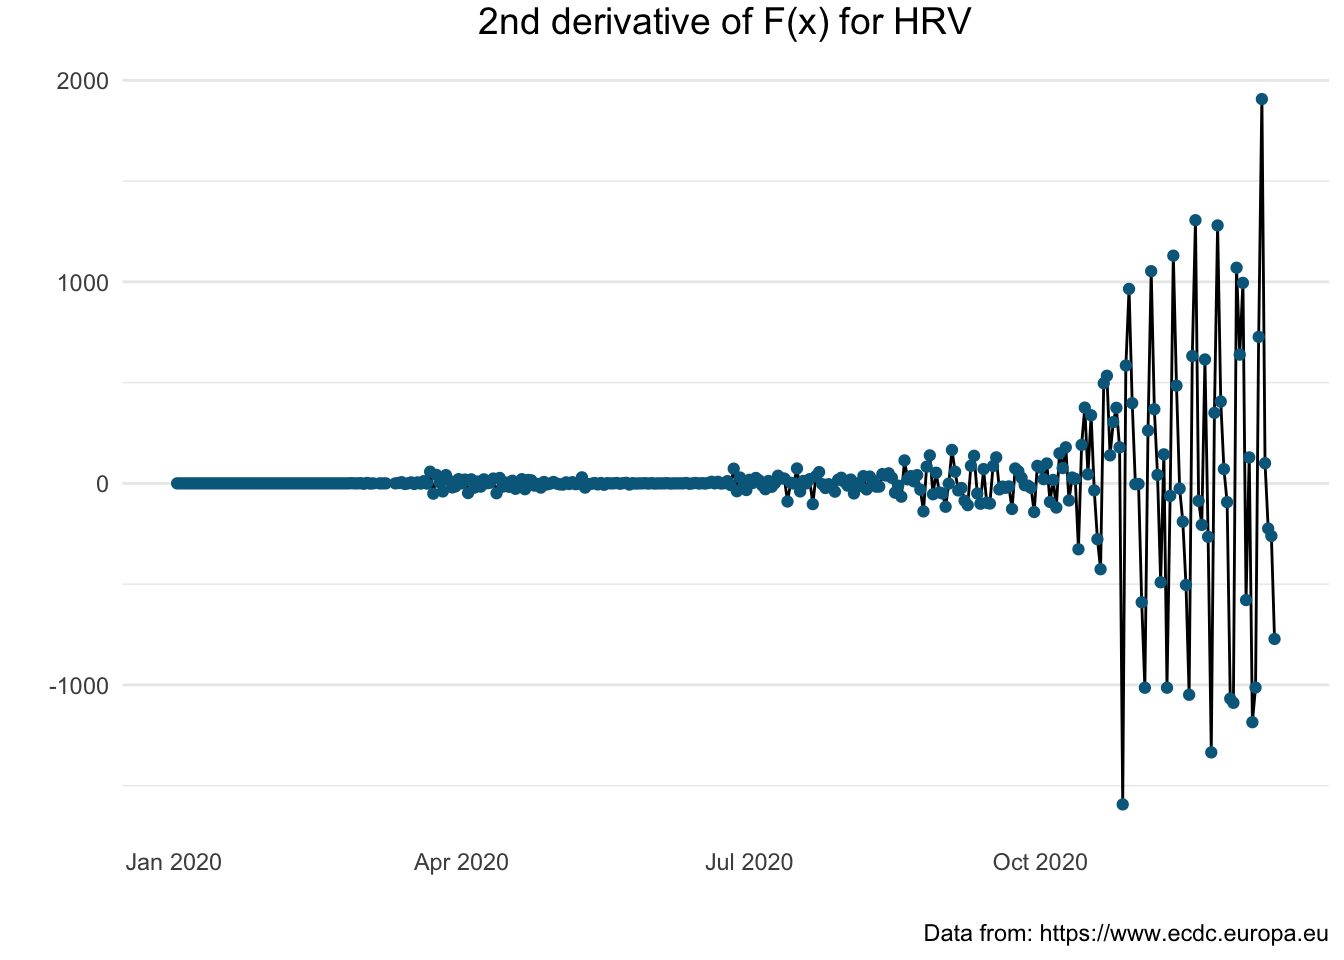 2nd derivative of F(x) for HRV
2000
1000
0
-1000
Jan 2020 Apr 2020 Jul 2020 Oct 2020
Data from: https://www.ecdc.europa.eu